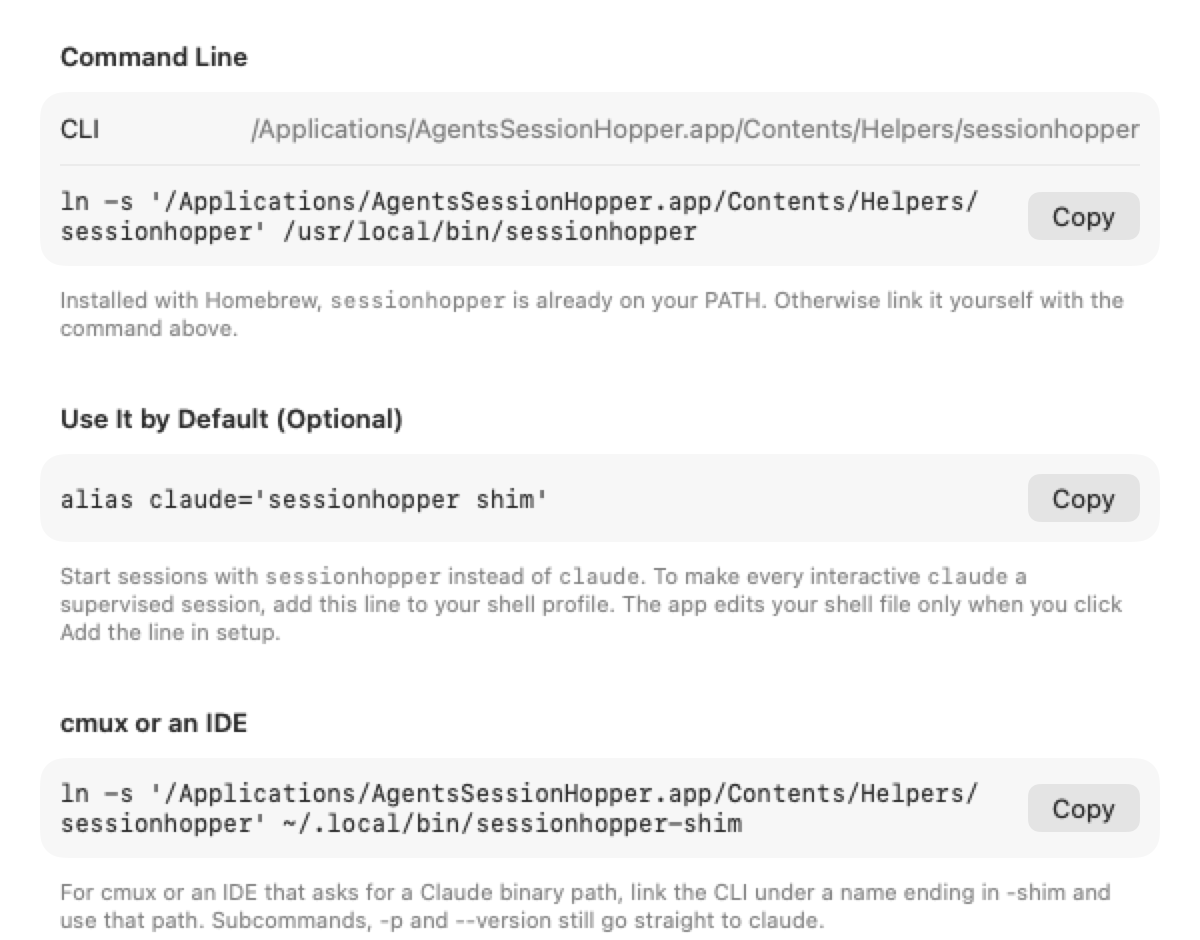 Command Line
CLI /Applications/AgentsSessionHopper.app/Contents/Helpers/sessionhopper
ln -s '/Applications/AgentsSessionHopper.app/Contents/Helpers/
sessionhopper' /usr/local/bin/sessionhopper
Copy
Installed with Homebrew, sessionhopper is already on your PATH. Otherwise link it yourself with the
command above.
Use It by Default (Optional)
alias claude='sessionhopper shim'
Copy
Start sessions with sessionhopper instead of claude. To make every interactive claude a
supervised session, add this line to your shell profile. The app edits your shell file only when you click
Add the line in setup.
cmux or an IDE
ln -s '/Applications/AgentsSessionHopper.app/Contents/Helpers/
sessionhopper' ~/.local/bin/sessionhopper-shim
Copy
For cmux or an IDE that asks for a Claude binary path, link the CLI under a name ending in -shim and
use that path. Subcommands, -p and --version still go straight to claude.